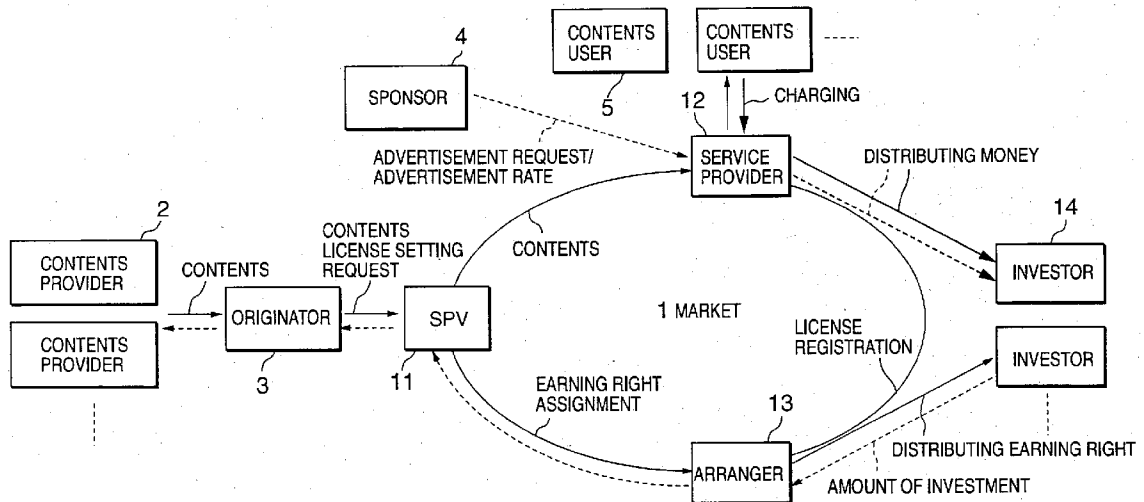 4
SPONSOR
CONTENTS
USER
5
CONTENTS
USER
12
CHARGING
ADVERTISEMENT REQUEST/
ADVERTISEMENT RATE
SERVICE
PROVIDER
DISTRIBUTING MONEY
2
CONTENTS
PROVIDER
CONTENTS
PROVIDER
CONTENTS
ORIGINATOR
3
CONTENTS
LICENSE SETTING
REQUEST
SPV
11
CONTENTS
1 MARKET
14
INVESTOR
INVESTOR
LICENSE
REGISTRATION
EARNING RIGHT
ASSIGNMENT
13
ARRANGER
DISTRIBUTING EARNING RIGHT
AMOUNT OF INVESTMENT